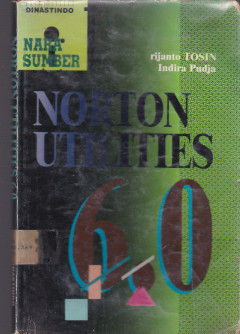 DINASTINDO
NARA
SUMBER
rijanto TOSIN
Indira Pudja
NORTON
UTILITIES
6.0